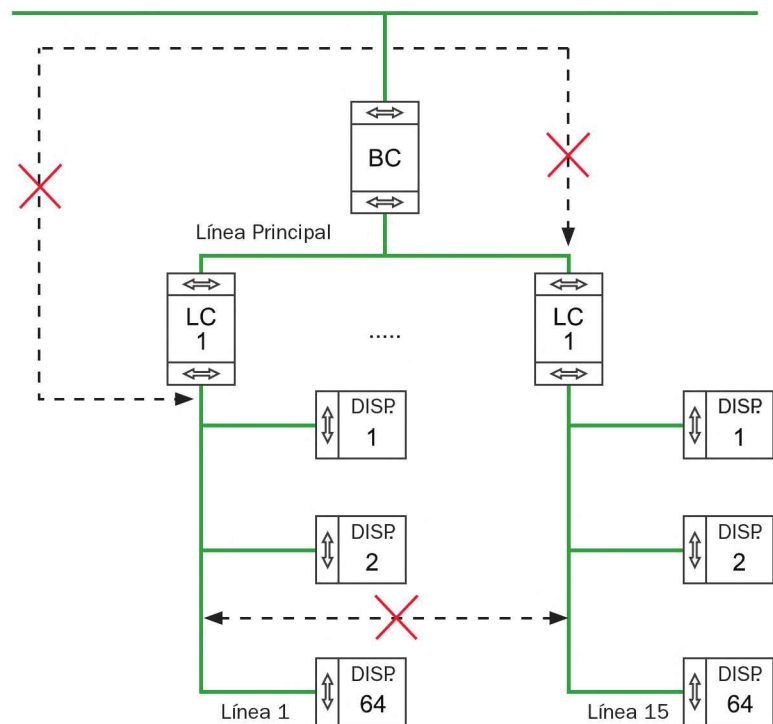 BC
Línea Principal
LC
1
.....
LC
1
DISP.
1
DISP.
1
DISP.
2
DISP.
2
DISP.
64
DISP.
64
Línea 1
Línea 15